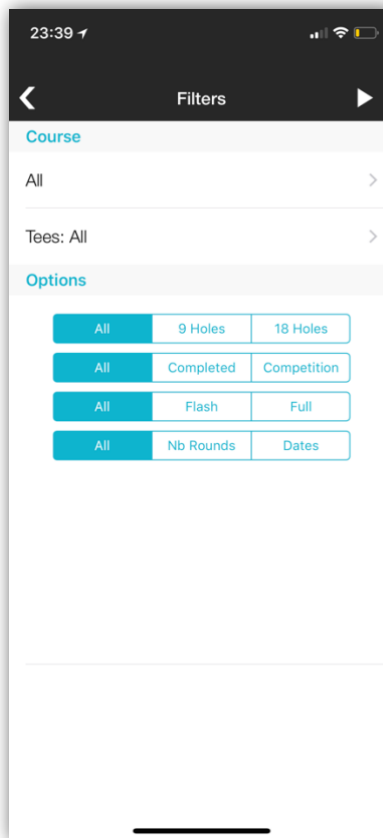 23:39
Filters
Course
All
Tees: All
Options
All 9 Holes 18 Holes
All Completed Competition
All Flash Full
All Nb Rounds Dates